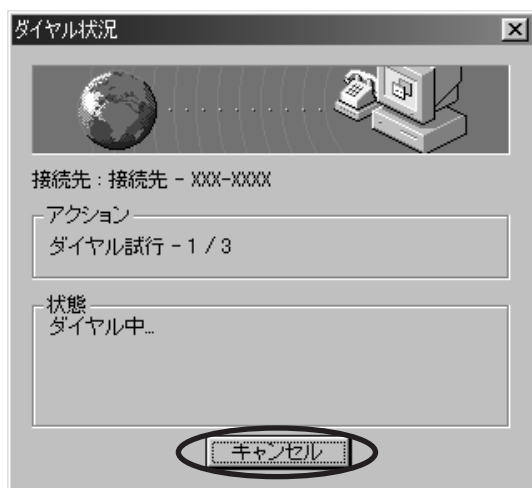 ダイヤル状況
接続先 : 接続先 - XXX-XXXX
アクション
ダイヤル試行 - 1 / 3
状態
ダイヤル中...
キャンセル